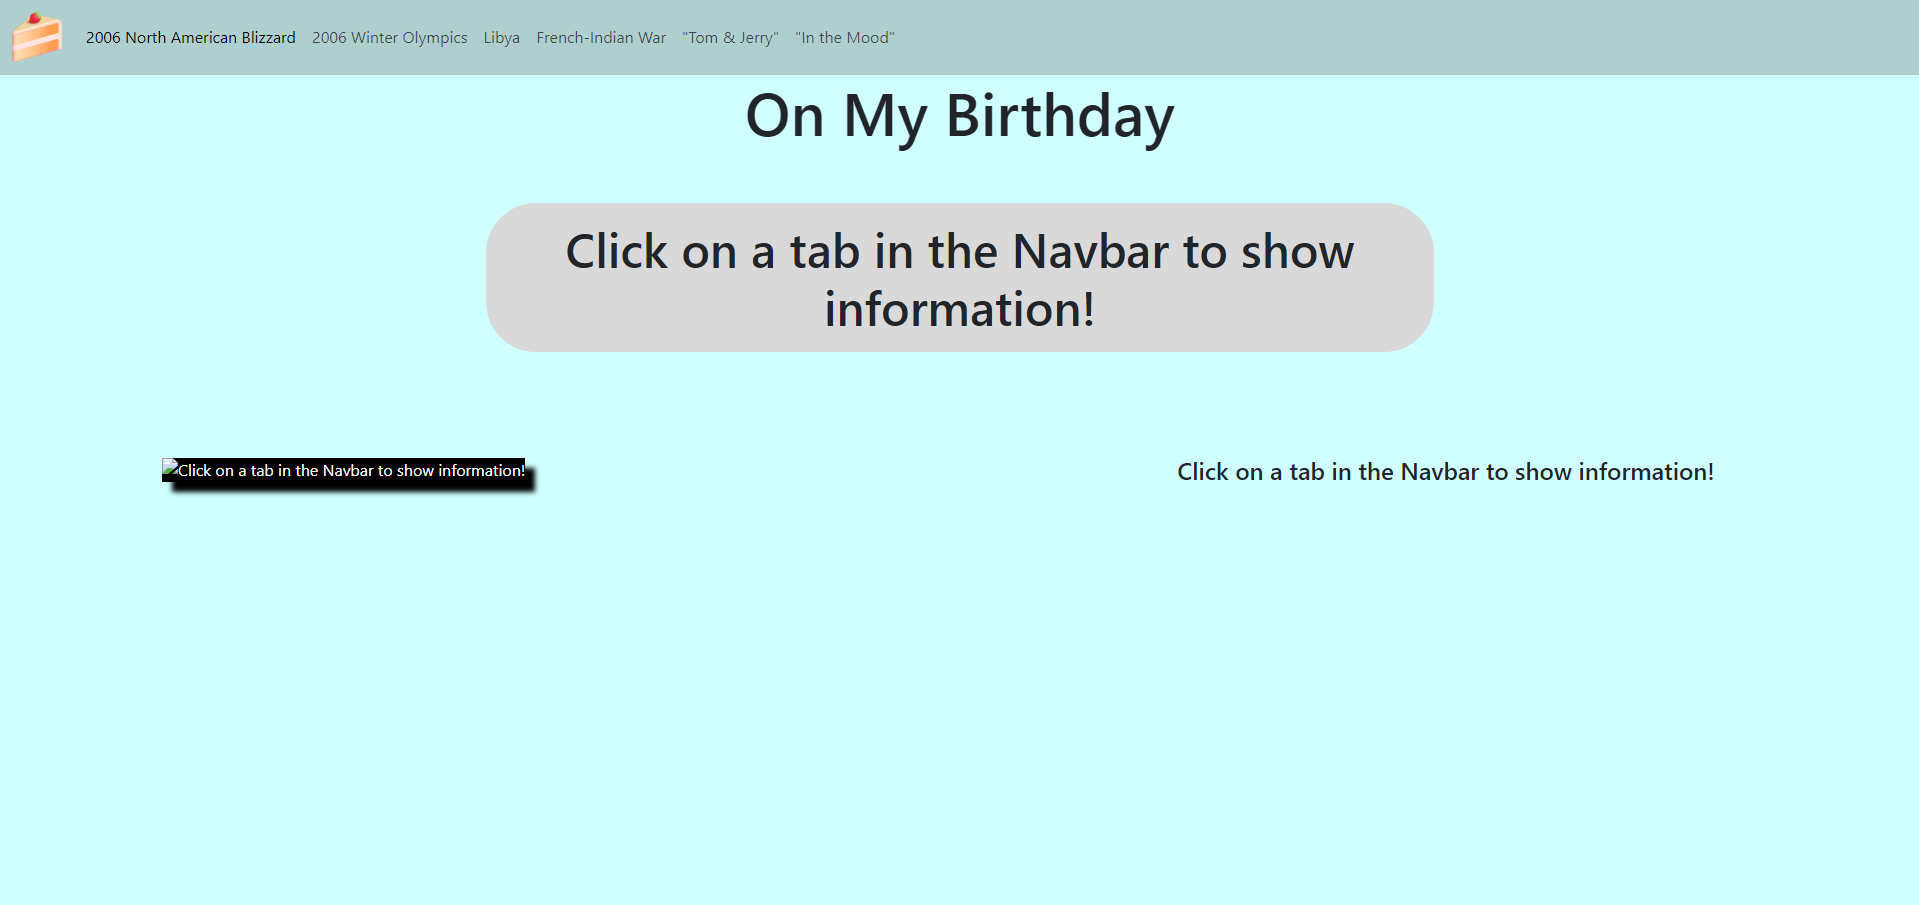 2006 North American Blizzard 2006 Winter Olympics Libya French-Indian War "Tom & Jerry" "In the Mood"
On My Birthday
Click on a tab in the Navbar to show
information!
Click on a tab in the Navbar to show information!
Click on a tab in the Navbar to show information!